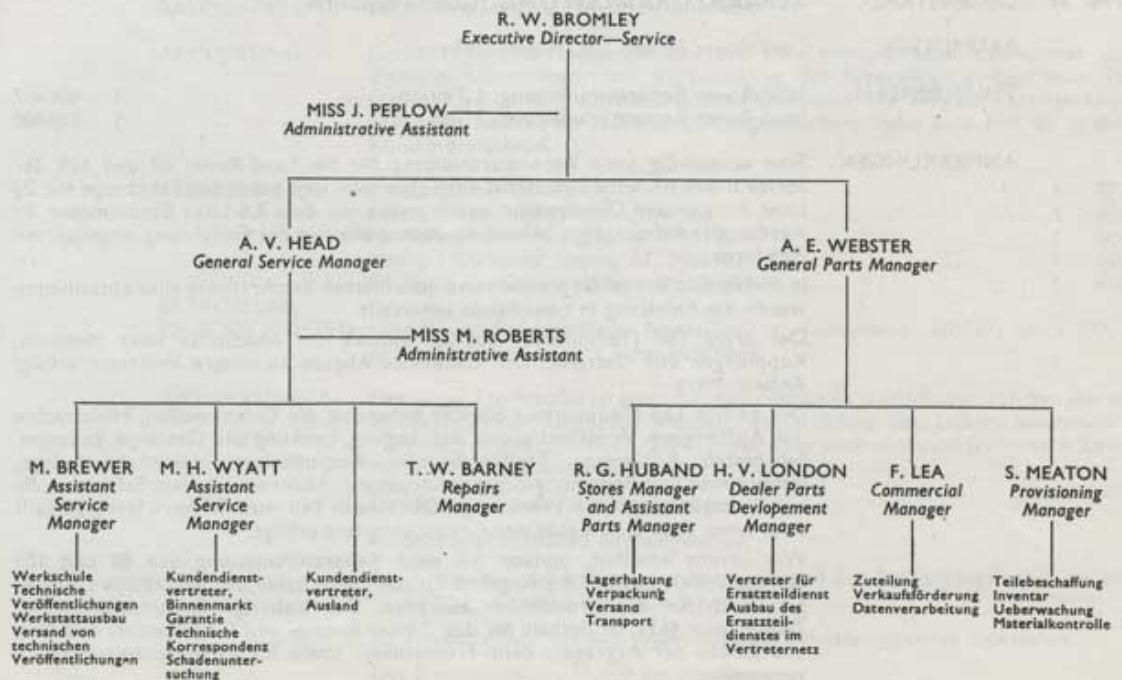 R. W. BROMLEY
Executive Director—Service
MISS J. PEPLOW
Administrative Assistant
A. V. HEAD
General Service Manager
A. E. WEBSTER
General Parts Manager
MISS M. ROBERTS
Administrative Assistant
M. BREWER
Assistant
Service
Manager
M. H. WYATT
Assistant
Service
Manager
T. W. BARNEY
Repairs
Manager
R. G. HUBAND
Stores Manager
and Assistant
Parts Manager
H. V. LONDON
Dealer Parts
Devlopement
Manager
F. LEA
Commercial
Manager
S. MEATON
Provisioning
Manager
Werkschule
Technische
Veröffentlichungen
Werkstattausbau
Versand von
technischen
Veröffentlichungen
Kundendienst-
vertreter,
Binnenmarkt
Garantie
Technische
Korrespondenz
Schadenunter-
suchung
Kundendienst-
vertreter,
Ausland
Lagerhaltung
Verpackung
Versand
Transport
Vertreter für
Ersatzteildienst
Ausbau des
Ersatzteil-
dienstes im
Vertreternetz
Zuteilung
Verkaufsförderung
Datenverarbeitung
Teilebeschaffung
Inventar
Ueberwachung
Materialkontrolle